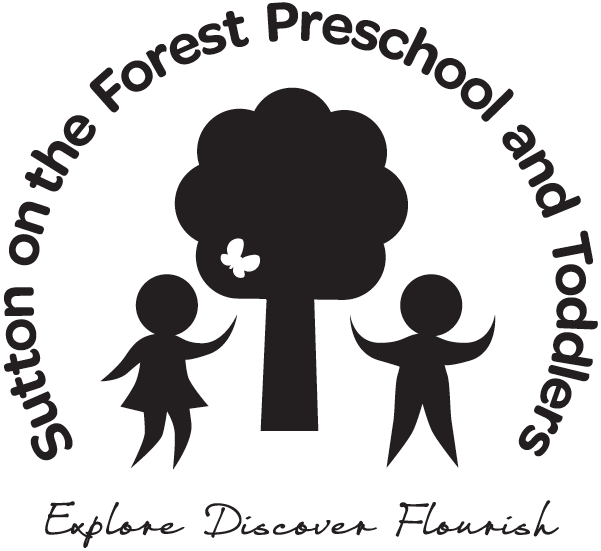 Sutton on the Forest Preschool and Toddlers
Explore Discover Flourish